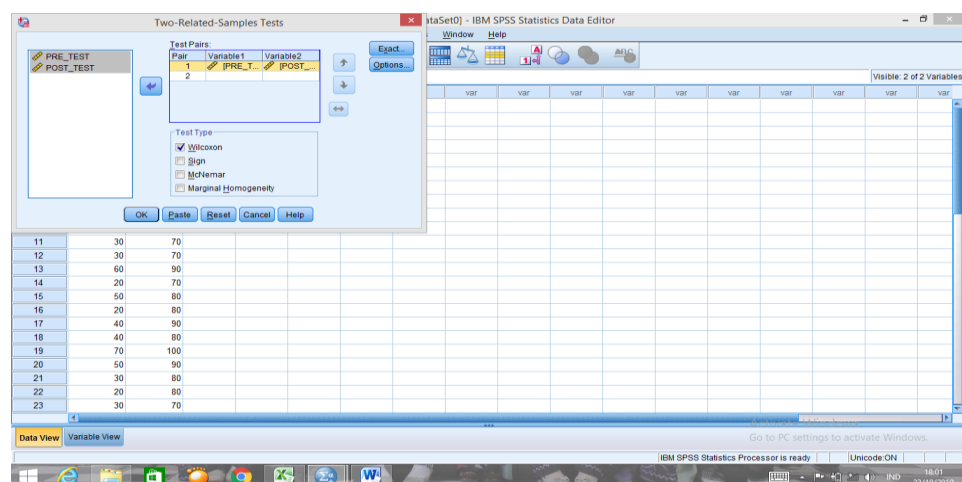 Two-Related-Samples Tests
taSet0] - IBM SPSS Statistics Data Editor
Window Help
PRE_TEST
POST_TEST
Test Pairs:
Pair Variable1 Variable2
1 [PRE_T... [POST_...
2
Exact...
Options...
Test Type
Wilcoxon
Sign
McNemar
Marginal Homogeneity
OK Paste Reset Cancel Help
Visible: 2 of 2 Variables
var var var var var var var var var var
11 30 70
12 30 70
13 60 90
14 20 70
15 50 80
16 20 80
17 40 90
18 40 80
19 70 100
20 50 90
21 30 80
22 20 80
23 30 70
Data View Variable View
Go to PC settings to activate Windows.
IBM SPSS Statistics Processor is ready Unicode:ON
IND 18:01